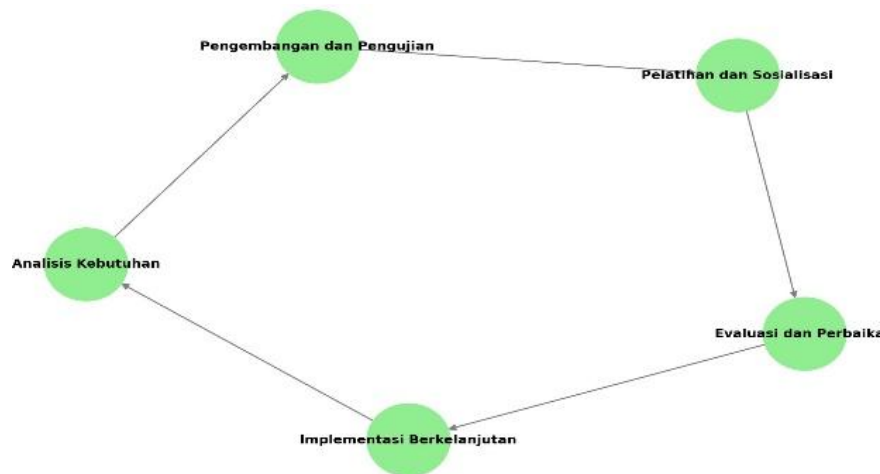 Pengembangan dan Pengujian
Pelatihan dan Sosialisasi
Analisis Kebutuhan
Evaluasi dan Perbaika
Implementasi Berkelanjutan